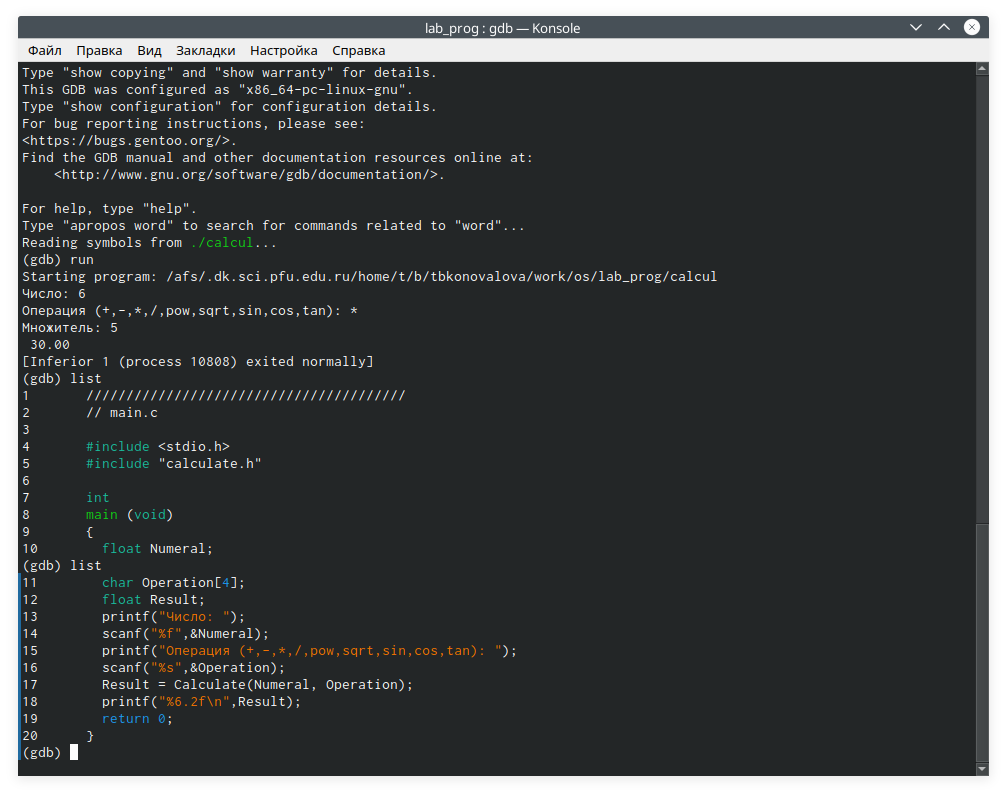 lab_prog : gdb — Konsole
Файл Правка Вид Закладки Настройка Справка
Type "show copying" and "show warranty" for details.
This GDB was configured as "x86_64-pc-linux-gnu".
Type "show configuration" for configuration details.
For bug reporting instructions, please see:
<https://bugs.gentoo.org/>.
Find the GDB manual and other documentation resources online at:
    <http://www.gnu.org/software/gdb/documentation/>.
For help, type "help".
Type "apropos word" to search for commands related to "word"...
Reading symbols from ./calcul...
(gdb) run
Starting program: /afs/.dk.sci.pfu.edu.ru/home/t/b/tbkonovalova/work/os/lab_prog/calcul
Число: 6
Операция (+,-,*,/,pow,sqrt,sin,cos,tan): *
Множитель: 5
 30.00
[Inferior 1 (process 10808) exited normally]
(gdb) list
1       ////////////////////////////////////////
2       // main.c
3
4       #include <stdio.h>
5       #include "calculate.h"
6
7       int
8       main (void)
9       {
10        float Numeral;
(gdb) list
11        char Operation[4];
12        float Result;
13        printf("Число: ");
14        scanf("%f",&Numeral);
15        printf("Операция (+,-,*,/,pow,sqrt,sin,cos,tan): ");
16        scanf("%s",&Operation);
17        Result = Calculate(Numeral, Operation);
18        printf("%6.2f\n",Result);
19        return 0;
20      }
(gdb)